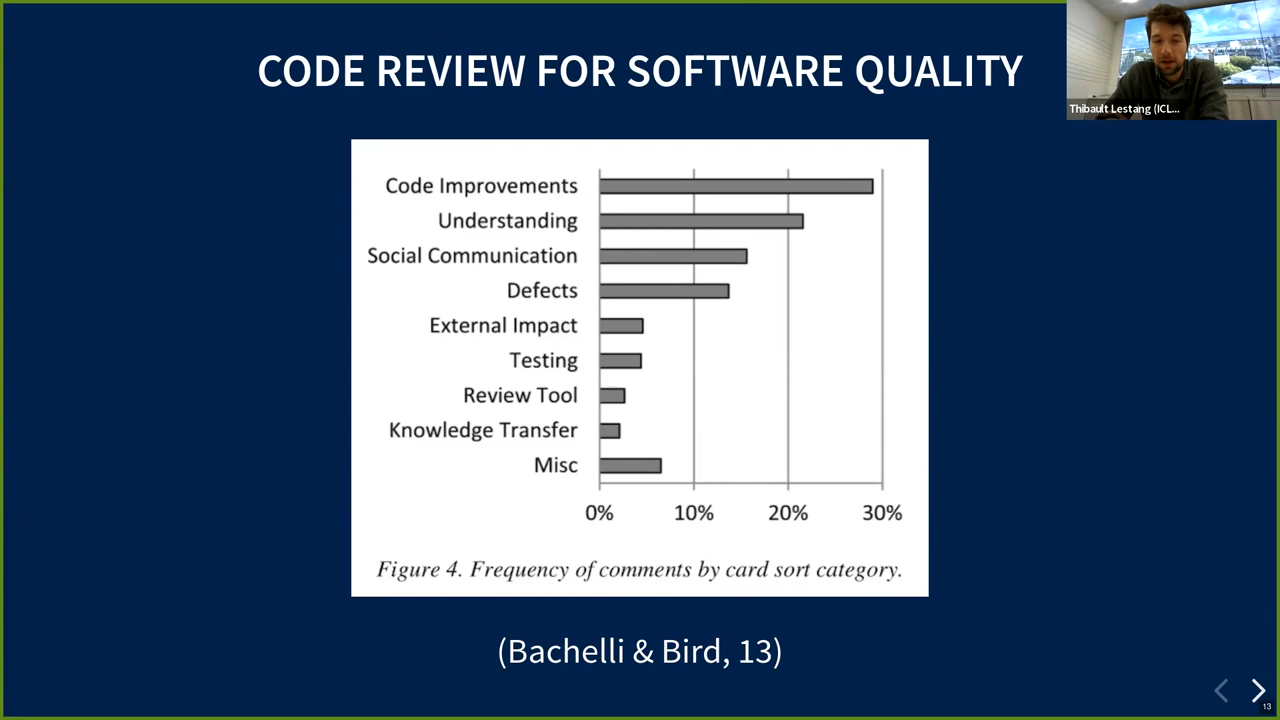 CODE REVIEW FOR SOFTWARE QUALITY
Thibault Lestang (ICL...
Code Improvements
Understanding
Social Communication
Defects
External Impact
Testing
Review Tool
Knowledge Transfer
Misc
0% 10% 20% 30%
Figure 4. Frequency of comments by card sort category.
(Bachelli & Bird, 13)
13